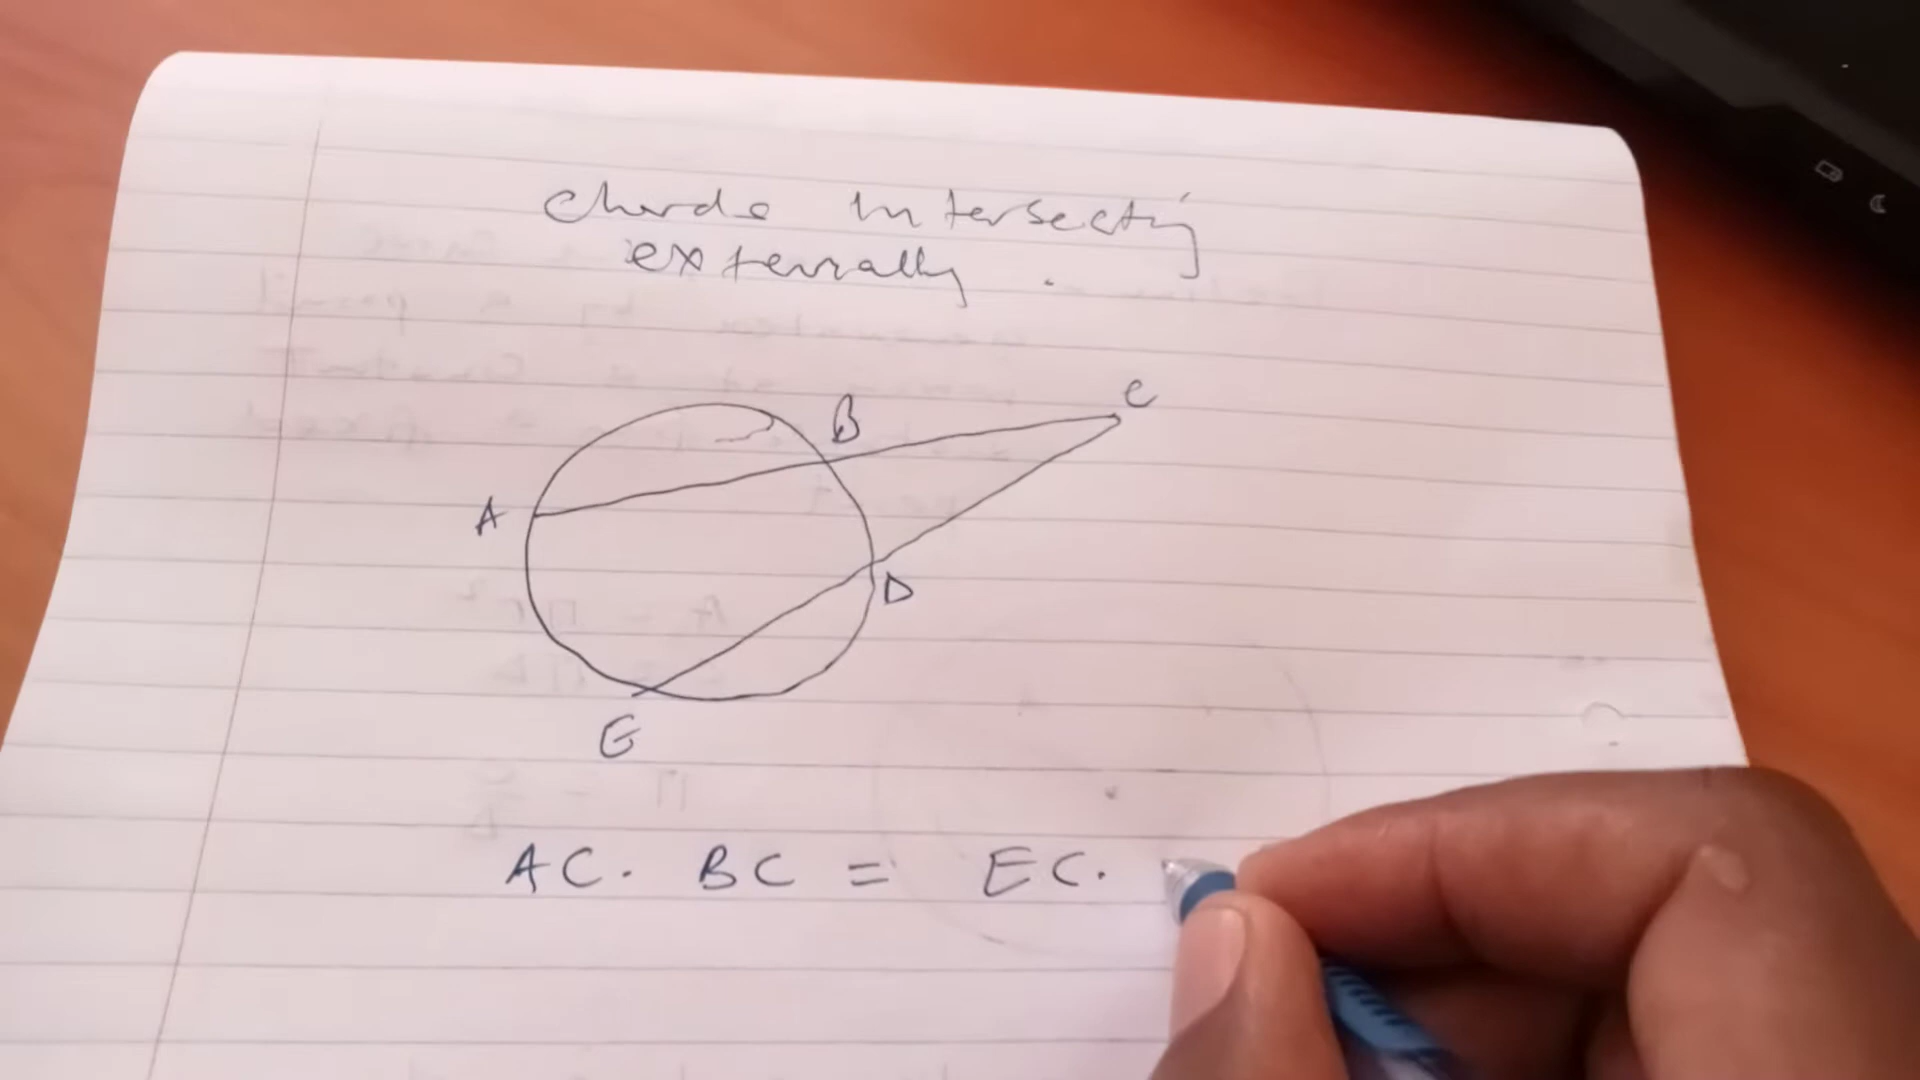 chords intersecting
externally.
C
B
A
D
E
AC. BC = EC.